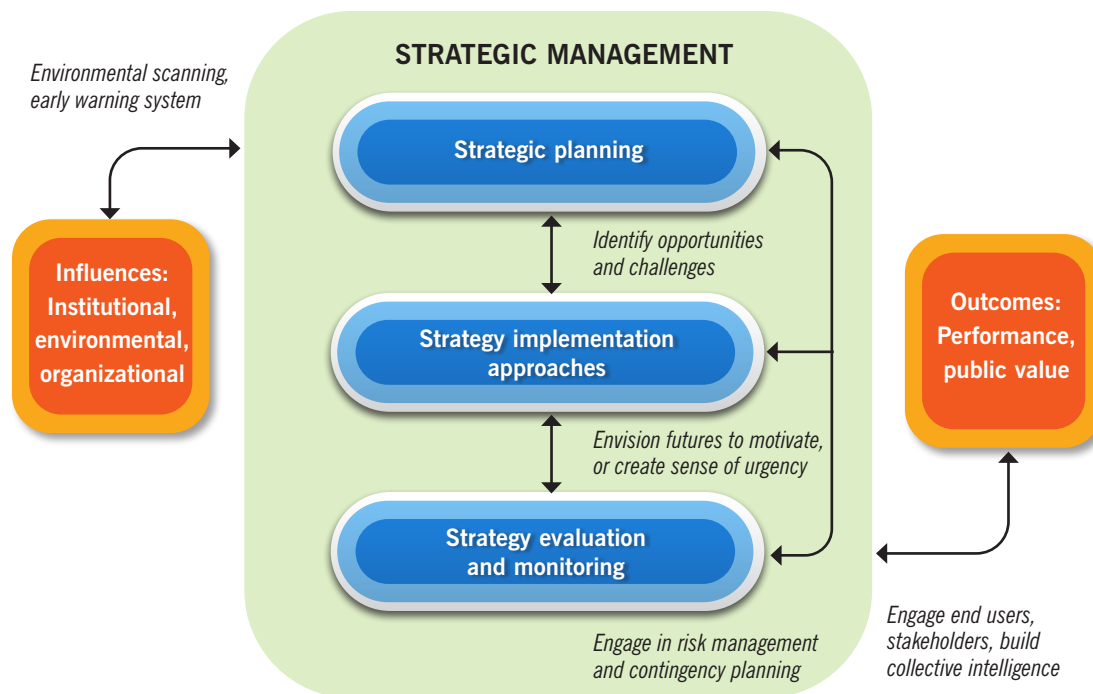 STRATEGIC MANAGEMENT
Environmental scanning,
early warning system
Strategic planning
Identify opportunities
and challenges
Influences:
Institutional,
environmental,
organizational
Strategy implementation
approaches
Outcomes:
Performance,
public value
Envision futures to motivate,
or create sense of urgency
Strategy evaluation
and monitoring
Engage in risk management
and contingency planning
Engage end users,
stakeholders, build
collective intelligence